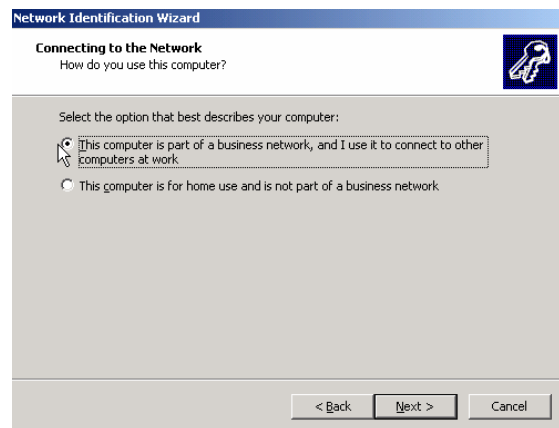 Network Identification Wizard
Connecting to the Network
How do you use this computer?
Select the option that best describes your computer:
This computer is part of a business network, and I use it to connect to other
computers at work
This computer is for home use and is not part of a business network
< Back
Next >
Cancel